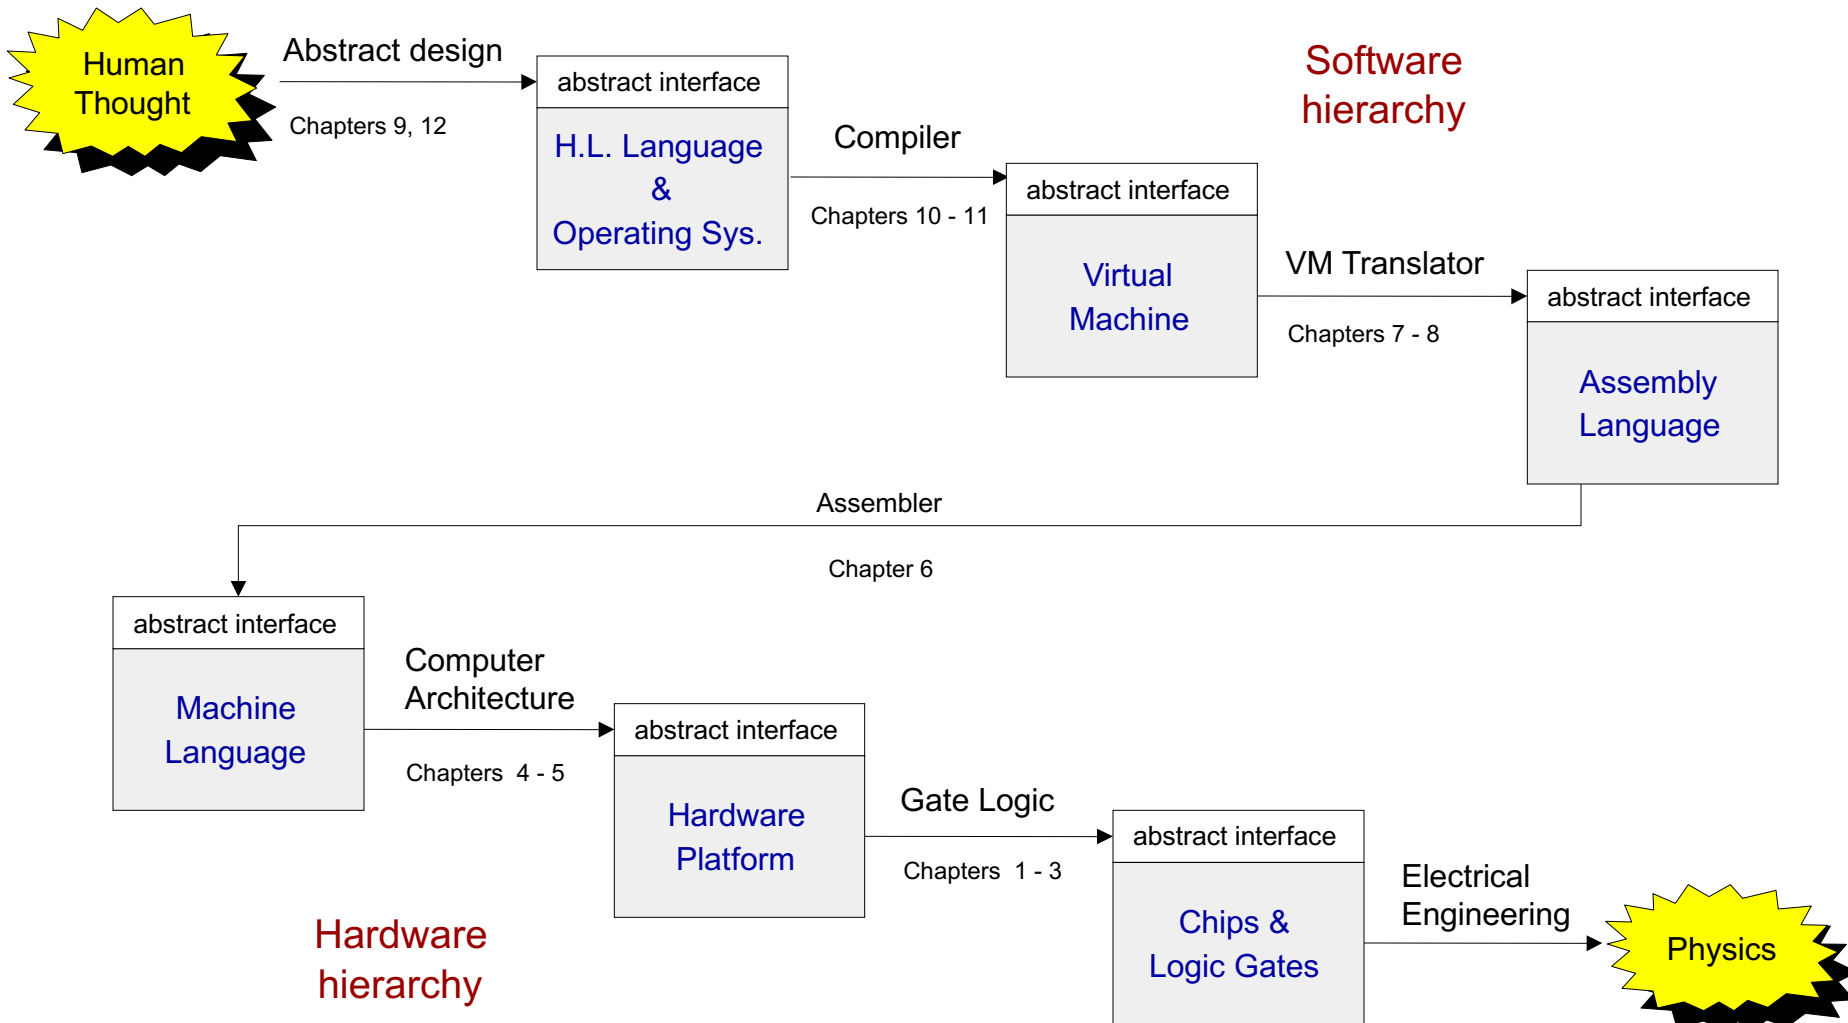 Human
Thought
Abstract design
Chapters 9, 12
abstract interface
H.L. Language
&
Operating Sys.
Compiler
Chapters 10 - 11
abstract interface
Virtual
Machine
Software
hierarchy
VM Translator
Chapters 7 - 8
abstract interface
Assembly
Language
Assembler
Chapter 6
abstract interface
Machine
Language
Computer
Architecture
Chapters 4 - 5
abstract interface
Hardware
Platform
Gate Logic
Chapters 1 - 3
abstract interface
Chips &
Logic Gates
Electrical
Engineering
Physics
Hardware
hierarchy